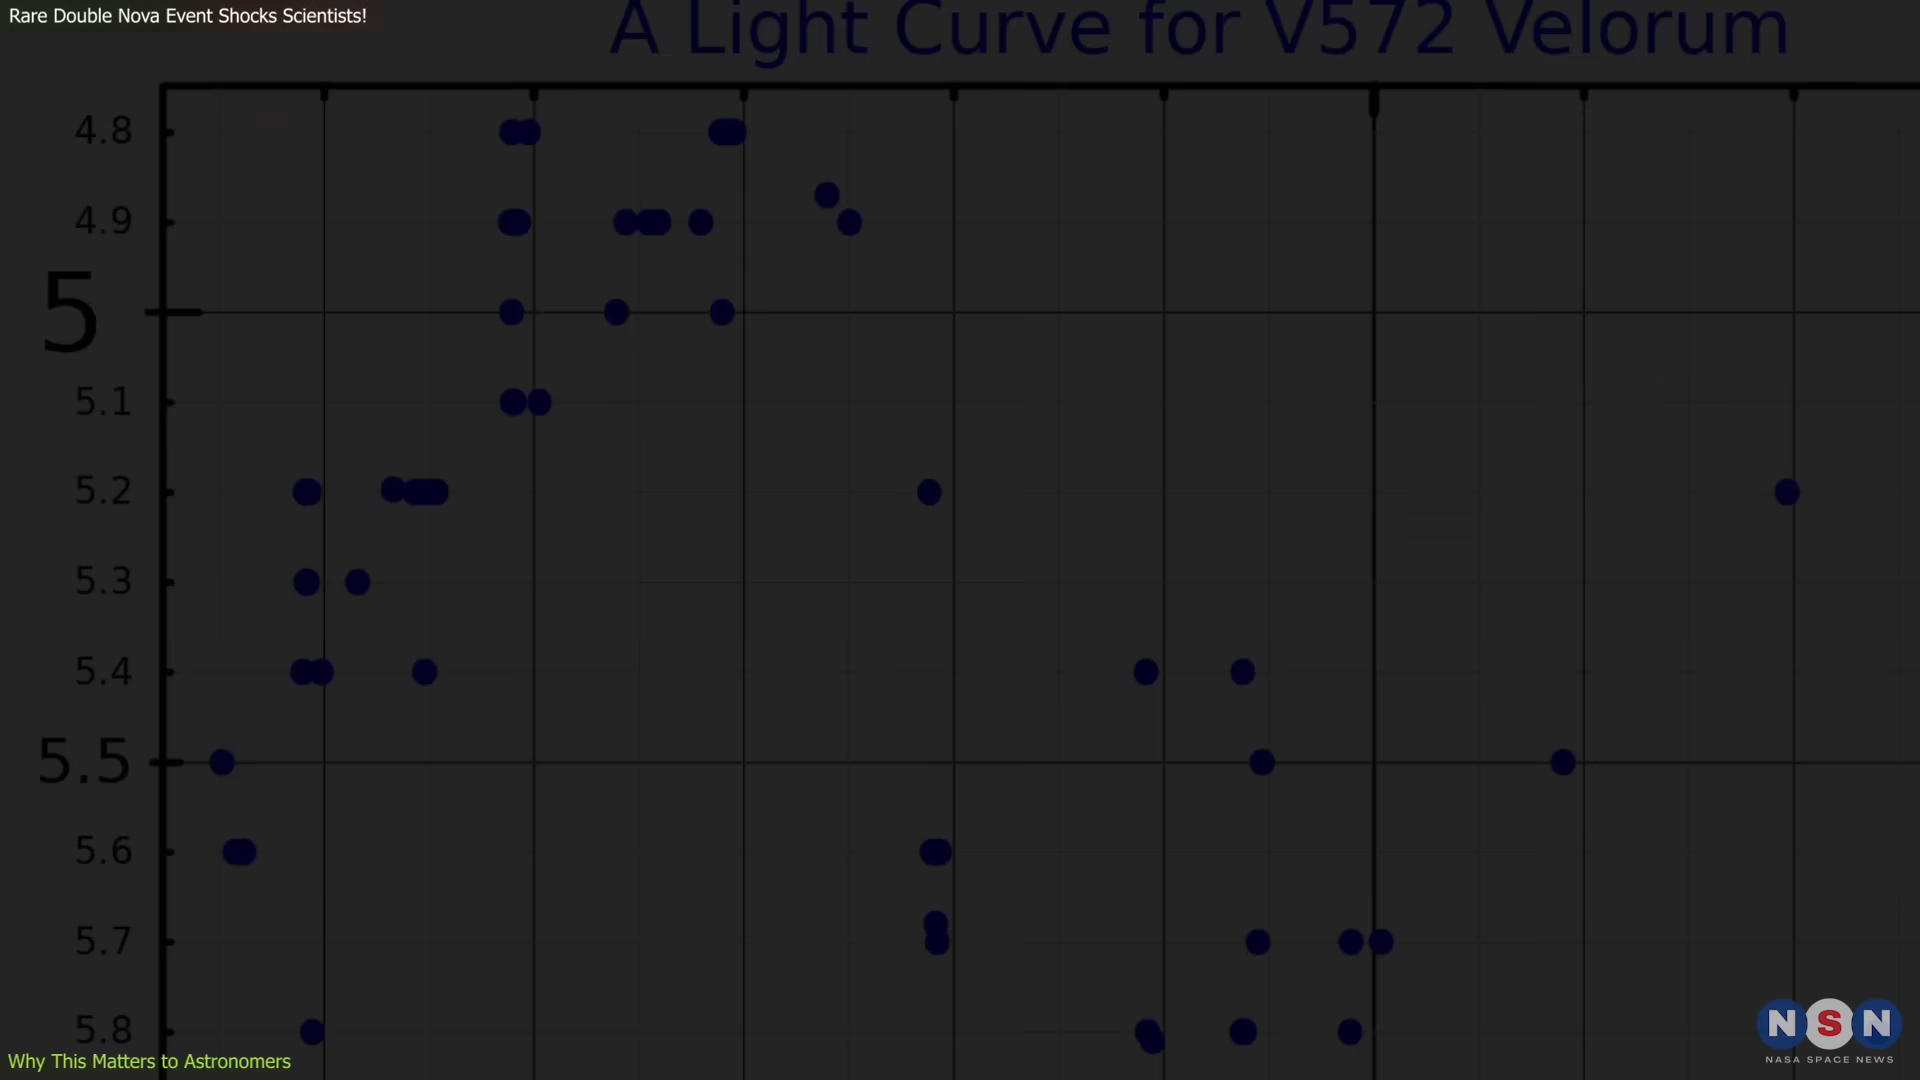 Rare Double Nova Event Shocks Scientists!
A Light Curve for V572 Velorum
4.8
4.9
5
5.1
5.2
5.3
5.4
5.5
5.6
5.7
5.8
Why This Matters to Astronomers
NSN
NASA SPACE NEWS